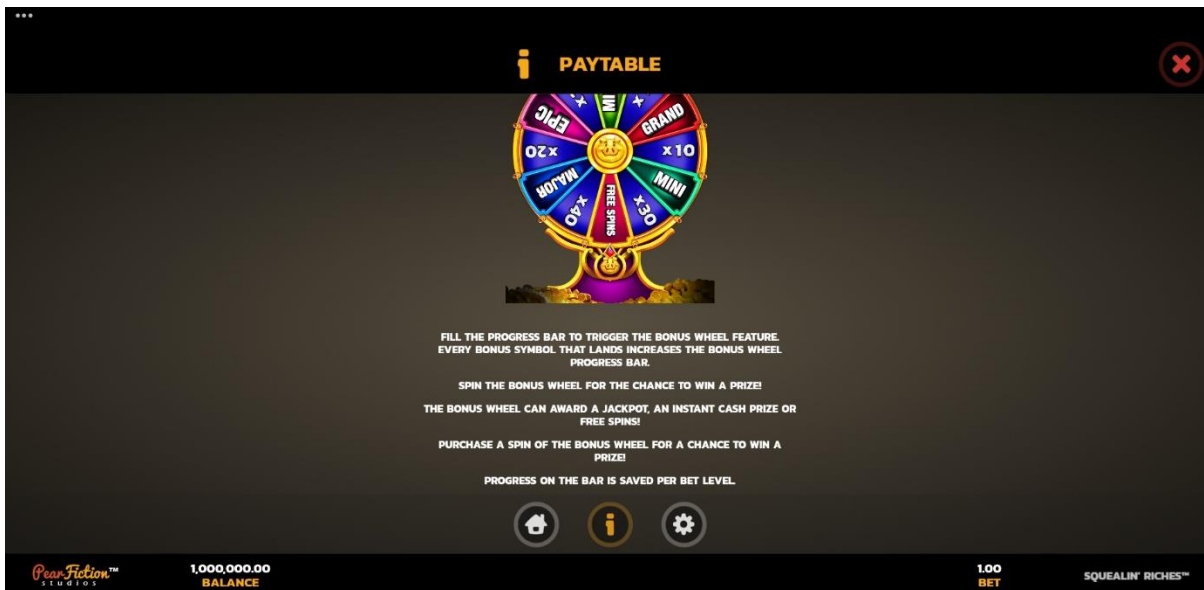 PAYTABLE
EPIC
GRAND
X20
X10
MAJOR
MINI
X40
FREE SPINS
X30
FILL THE PROGRESS BAR TO TRIGGER THE BONUS WHEEL FEATURE.
EVERY BONUS SYMBOL THAT LANDS INCREASES THE BONUS WHEEL
PROGRESS BAR.
SPIN THE BONUS WHEEL FOR THE CHANCE TO WIN A PRIZE!
THE BONUS WHEEL CAN AWARD A JACKPOT, AN INSTANT CASH PRIZE OR
FREE SPINS!
PURCHASE A SPIN OF THE BONUS WHEEL FOR A CHANCE TO WIN A
PRIZE!
PROGRESS ON THE BAR IS SAVED PER BET LEVEL.
PearFiction™
studios
1,000,000.00
BALANCE
1.00
BET
SQUEALIN' RICHES™